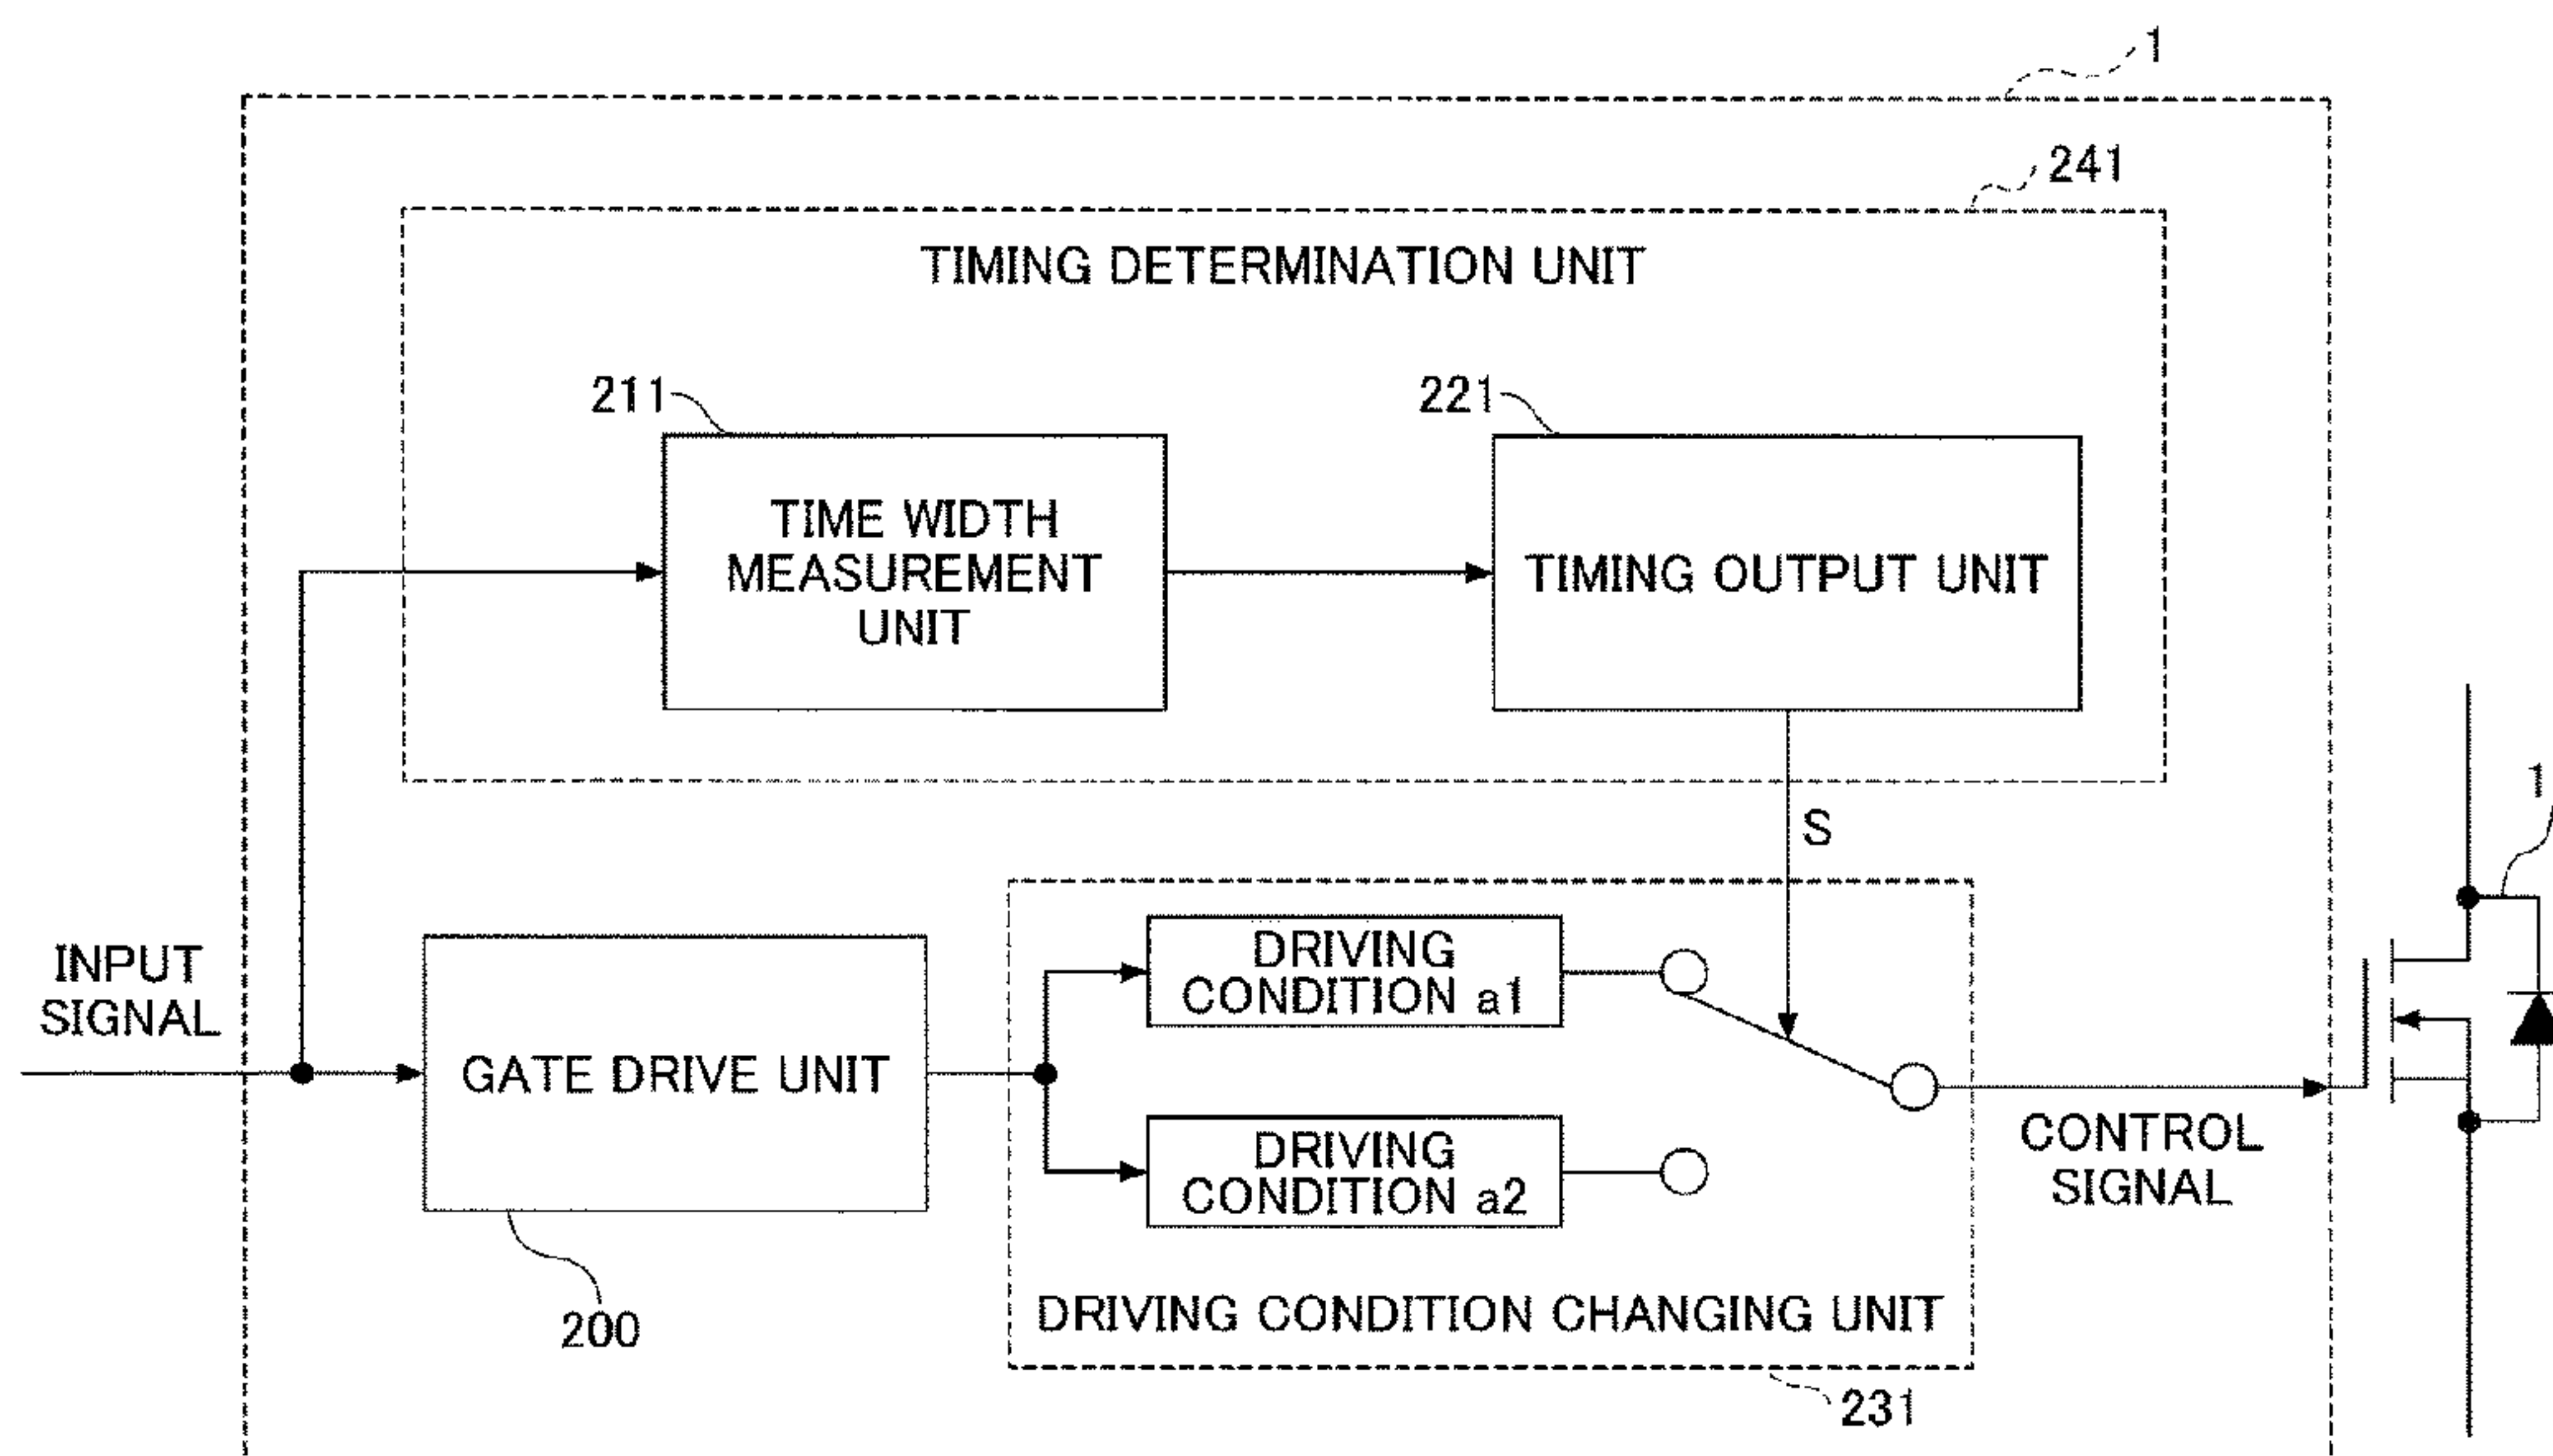 1
241
TIMING DETERMINATION UNIT
211
221
TIME WIDTH
MEASUREMENT
UNIT
TIMING OUTPUT UNIT
S
1
INPUT
SIGNAL
GATE DRIVE UNIT
DRIVING
CONDITION a1
DRIVING
CONDITION a2
CONTROL
SIGNAL
DRIVING CONDITION CHANGING UNIT
200
231